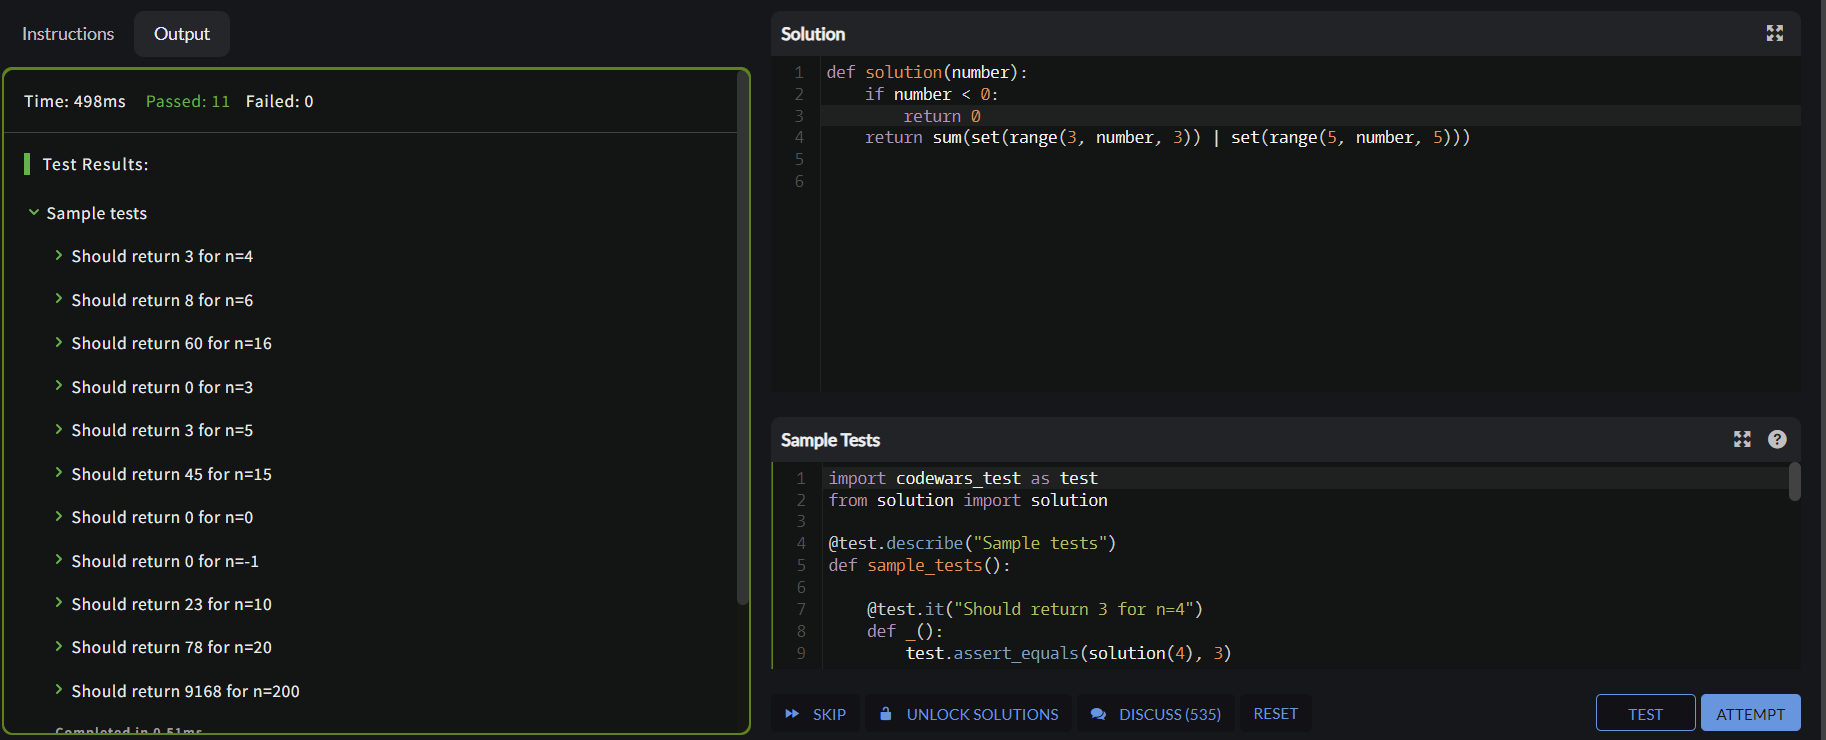 Instructions
Output
Time: 498ms Passed: 11 Failed: 0
Test Results:
Sample tests
Should return 3 for n=4
Should return 8 for n=6
Should return 60 for n=16
Should return 0 for n=3
Should return 3 for n=5
Should return 45 for n=15
Should return 0 for n=0
Should return 0 for n=-1
Should return 23 for n=10
Should return 78 for n=20
Should return 9168 for n=200
Completed in 0.51ms
Solution
1 def solution(number):
2     if number < 0:
3         return 0
4     return sum(set(range(3, number, 3)) | set(range(5, number, 5)))
5
6
Sample Tests
?
1 import codewars_test as test
2 from solution import solution
3
4 @test.describe("Sample tests")
5 def sample_tests():
6
7     @test.it("Should return 3 for n=4")
8     def _():
9         test.assert_equals(solution(4), 3)
SKIP
UNLOCK SOLUTIONS
DISCUSS (535)
RESET
TEST
ATTEMPT